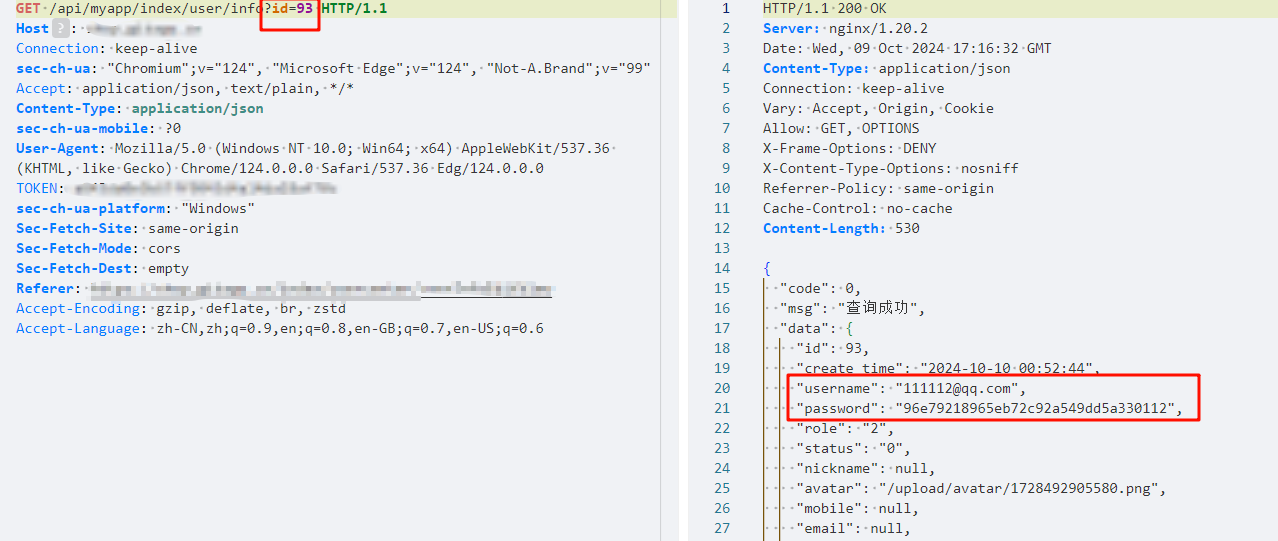 GET /api/myapp/index/user/info?id=93 HTTP/1.1
Host ? :
Connection: keep-alive
sec-ch-ua: "Chromium";v="124", "Microsoft Edge";v="124", "Not-A.Brand";v="99"
Accept: application/json, text/plain, */*
Content-Type: application/json
sec-ch-ua-mobile: ?0
User-Agent: Mozilla/5.0 (Windows NT 10.0; Win64; x64) AppleWebKit/537.36
(KHTML, like Gecko) Chrome/124.0.0.0 Safari/537.36 Edg/124.0.0.0
TOKEN:
sec-ch-ua-platform: "Windows"
Sec-Fetch-Site: same-origin
Sec-Fetch-Mode: cors
Sec-Fetch-Dest: empty
Referer:
Accept-Encoding: gzip, deflate, br, zstd
Accept-Language: zh-CN,zh;q=0.9,en;q=0.8,en-GB;q=0.7,en-US;q=0.6
1 HTTP/1.1 200 OK
2 Server: nginx/1.20.2
3 Date: Wed, 09 Oct 2024 17:16:32 GMT
4 Content-Type: application/json
5 Connection: keep-alive
6 Vary: Accept, Origin, Cookie
7 Allow: GET, OPTIONS
8 X-Frame-Options: DENY
9 X-Content-Type-Options: nosniff
10 Referrer-Policy: same-origin
11 Cache-Control: no-cache
12 Content-Length: 530
13
14 {
15 "code": 0,
16 "msg": "查询成功",
17 "data": {
18 "id": 93,
19 "create_time": "2024-10-10 00:52:44",
20 "username": "111112@qq.com",
21 "password": "96e79218965eb72c92a549dd5a330112",
22 "role": "2",
23 "status": "0",
24 "nickname": null,
25 "avatar": "/upload/avatar/1728492905580.png",
26 "mobile": null,
27 "email": null,